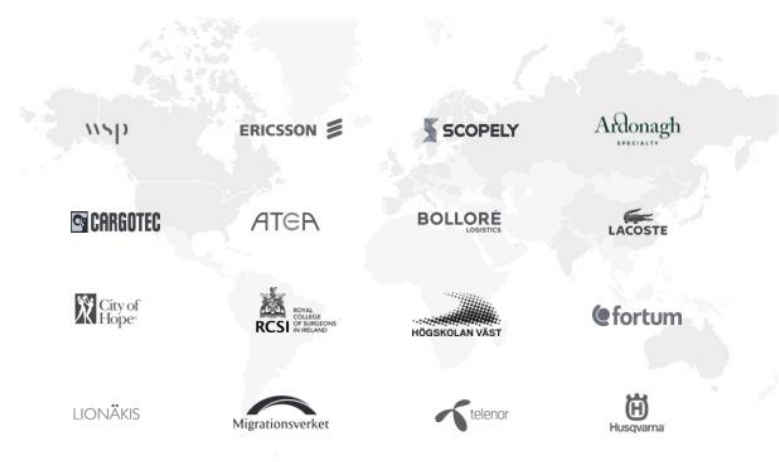 wsp
ERICSSON
SCOPELY
Ardonagh
SPECIALTY
CARGOTEC
ATEA
BOLLORÉ
LOGISTICS
LACOSTE
City of
Hope
RCSI
ROYAL
COLLEGE
OF SURGEONS
IN IRELAND
HÖGSKOLAN VÄST
fortum
LIONÄKIS
Migrationsverket
telenor
Husqvarna